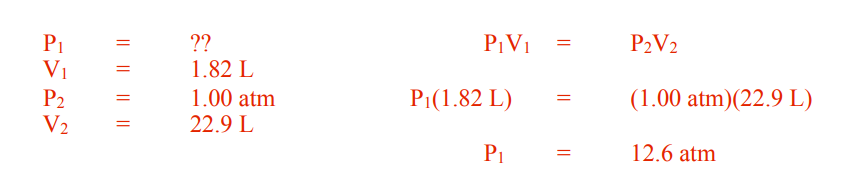 P₁ = ??
V₁ = 1.82 L
P₂ = 1.00 atm
V₂ = 22.9 L
P₁V₁ = P₂V₂
P₁(1.82 L) = (1.00 atm)(22.9 L)
P₁ = 12.6 atm